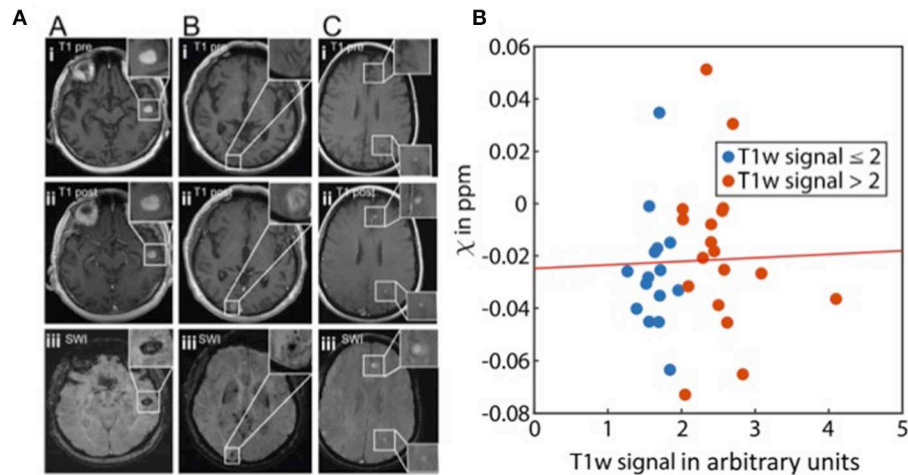 A
A
B
C
i T1 pre
i T1 pre
i T1 pre
ii T1 post
ii T1 post
ii T1 post
iii SWI
iii SWI
iii SWI
B
0.06
0.04
0.02
0
-0.02
-0.04
-0.06
-0.08
χ in ppm
T1w signal ≤ 2
T1w signal > 2
0
1
2
3
4
5
T1w signal in arbitrary units